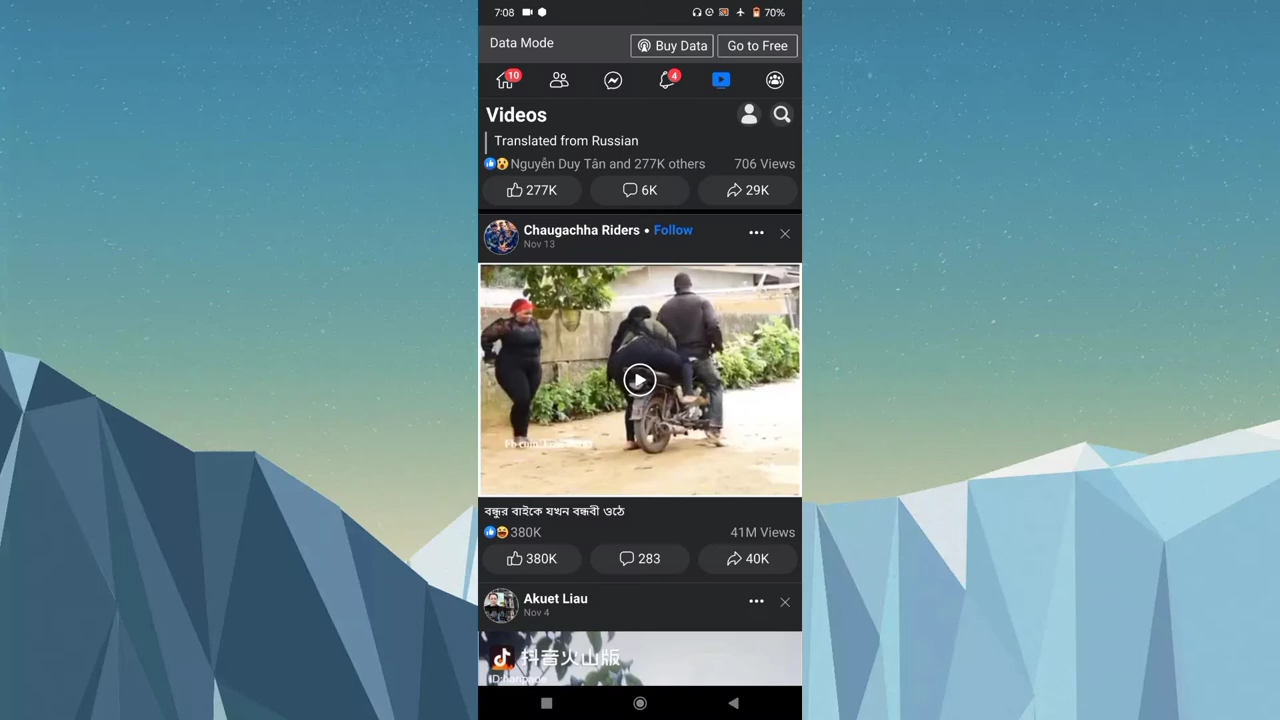 7:08
70%
Data Mode
Buy Data
Go to Free
10
4
Videos
Translated from Russian
Nguyễn Duy Tân and 277K others
706 Views
277K
6K
29K
Chaugachha Riders • Follow
Nov 13
বন্ধুর বাইকে যখন বন্ধবী ওঠে
380K
41M Views
380K
283
40K
Akuet Liau
Nov 4
抖音火山版